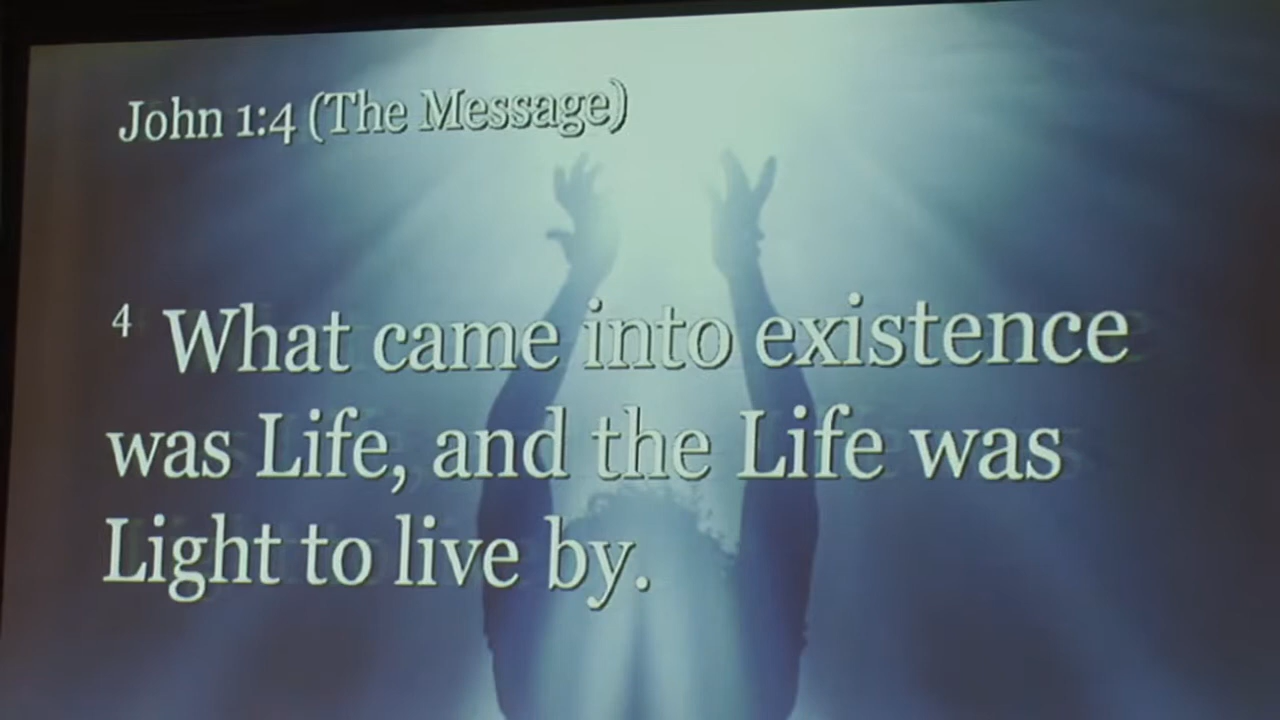 John 1:4 (The Message)
4 What came into existence
was Life, and the Life was
Light to live by.